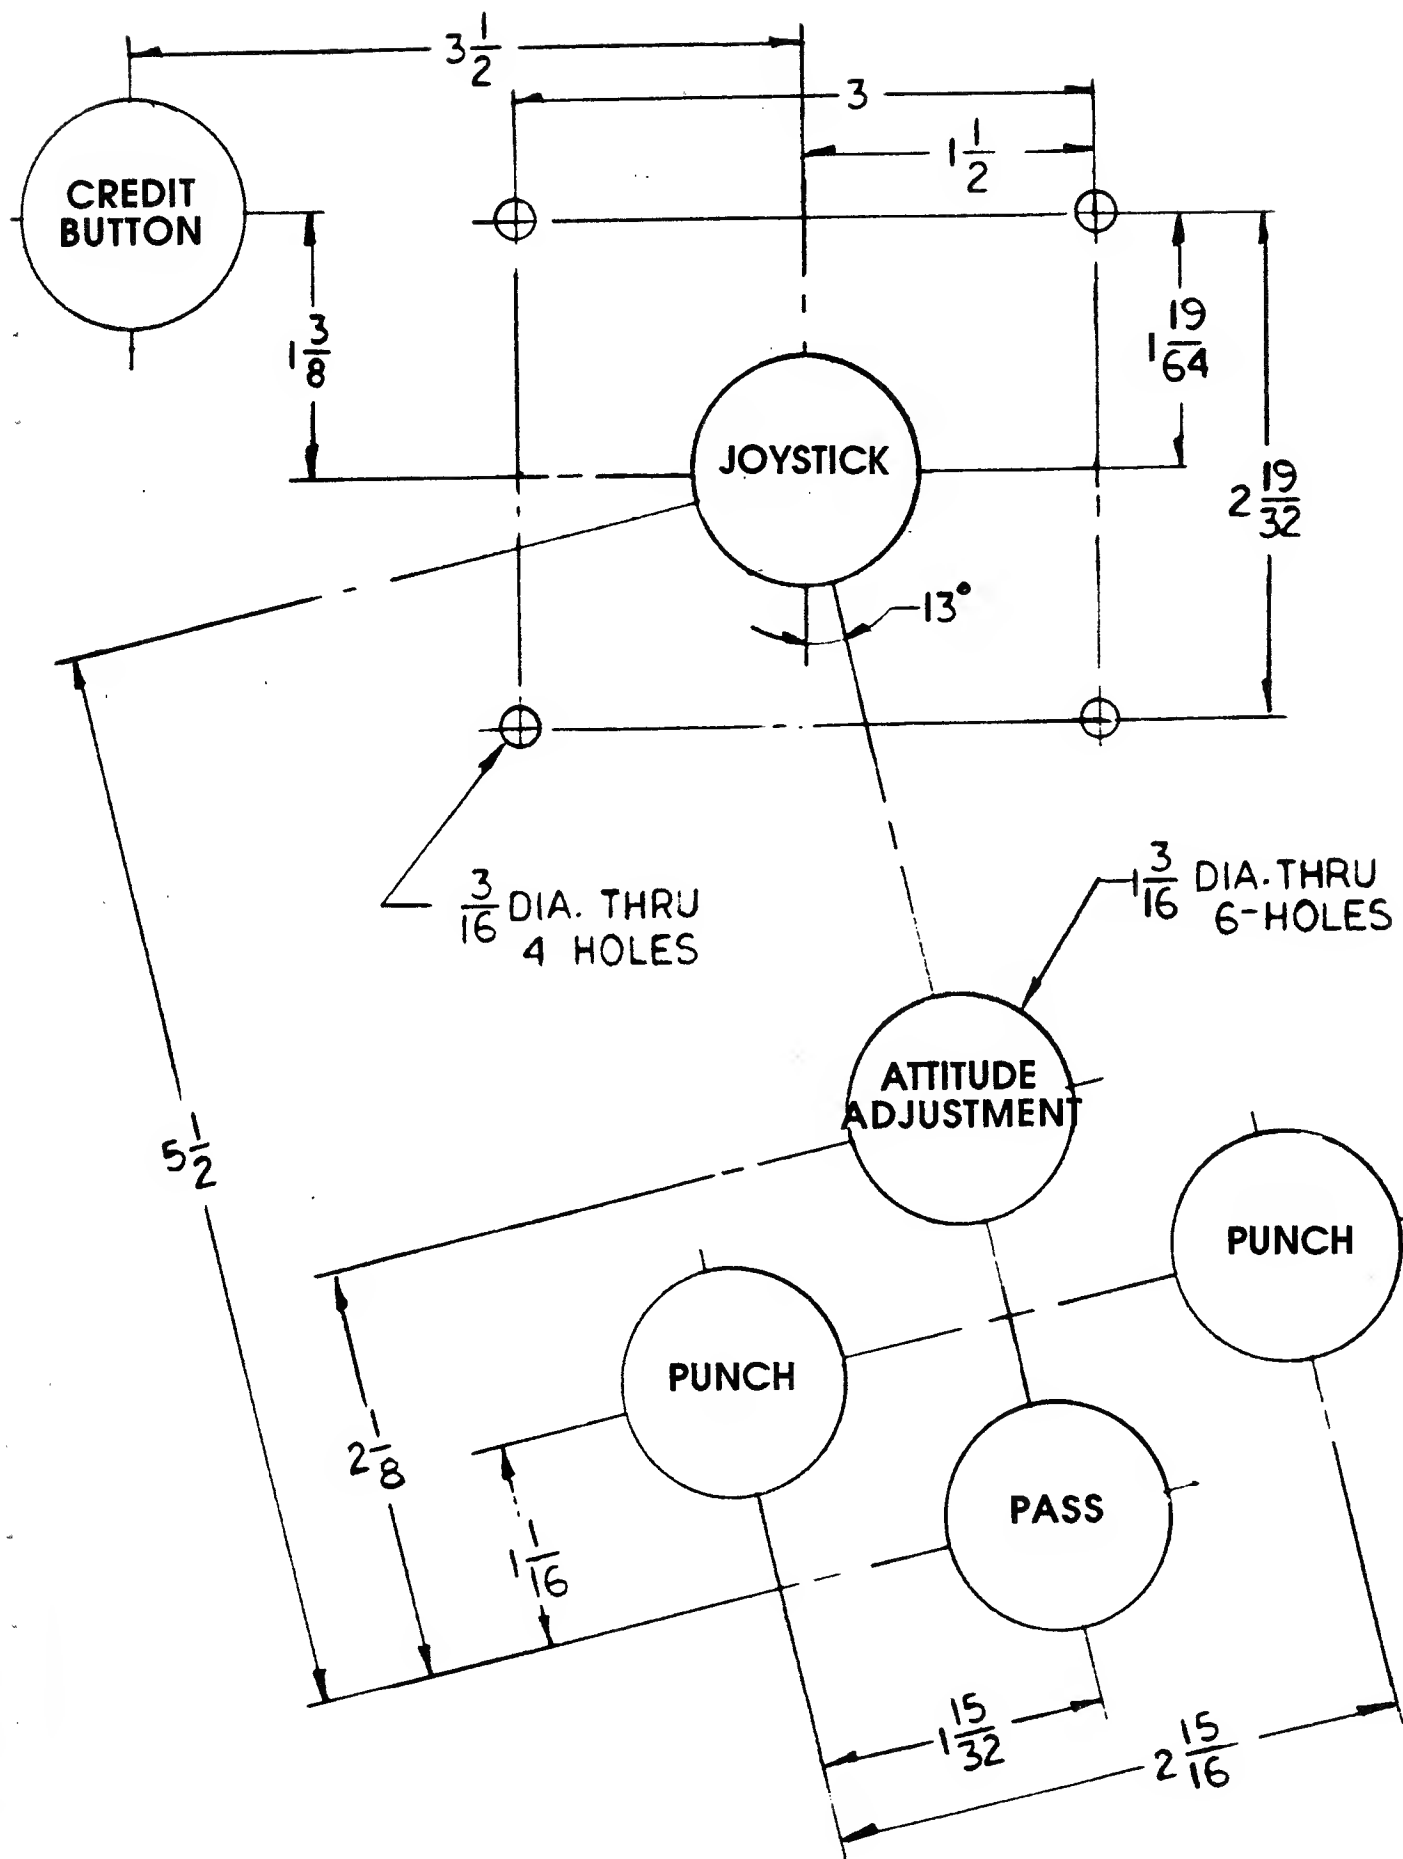 3 1/2
3
1 1/2
CREDIT
BUTTON
1 3/8
1 19/64
JOYSTICK
2 19/32
13°
3/16 DIA. THRU
4 HOLES
1 3/16 DIA. THRU
6-HOLES
ATTITUDE
ADJUSTMENT
5 1/2
PUNCH
PUNCH
2 1/8
PASS
1 1/16
1 15/32
2 15/16